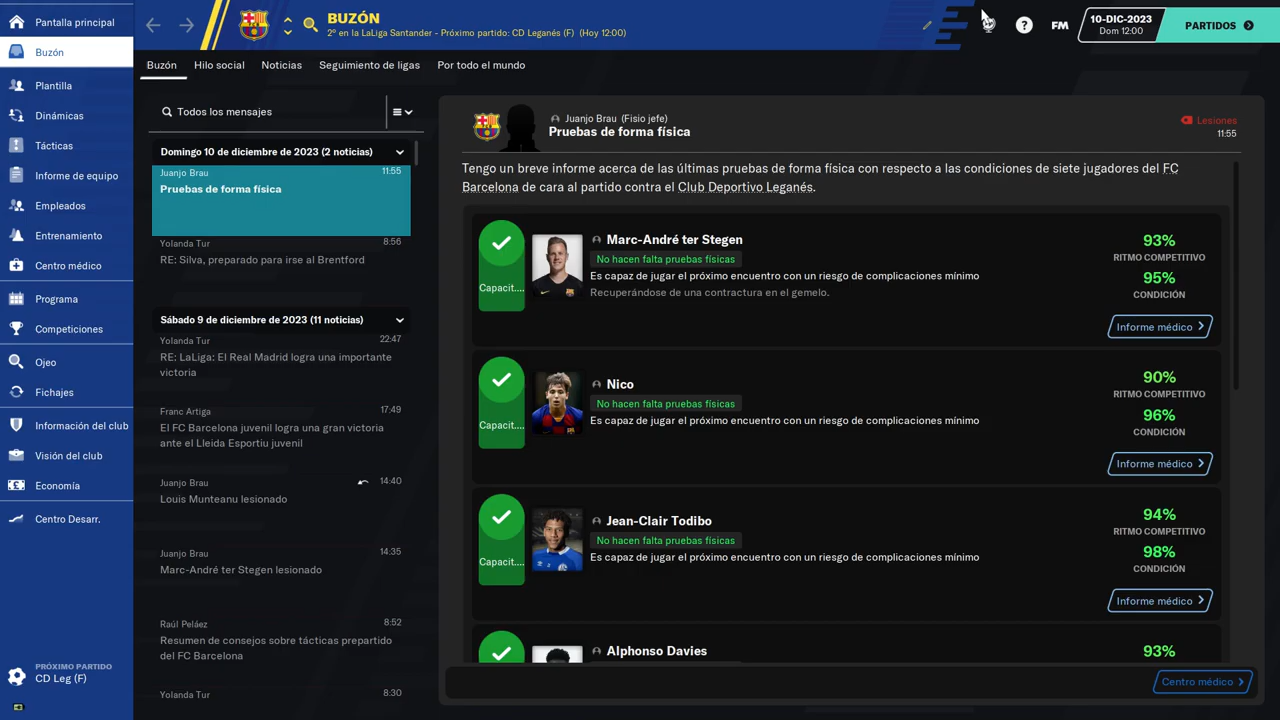 Pantalla principal
Buzón
Plantilla
Dinámicas
Tácticas
Informe de equipo
Empleados
Entrenamiento
Centro médico
Programa
Competiciones
Ojeo
Fichajes
Información del club
Visión del club
Economía
Centro Desarr.
PRÓXIMO PARTIDO
CD Leg (F)
BUZÓN
2º en la LaLiga Santander - Próximo partido: CD Leganés (F) (Hoy 12:00)
?
FM
10-DIC-2023
Dom 12:00
PARTIDOS
Buzón
Hilo social
Noticias
Seguimiento de ligas
Por todo el mundo
Todos los mensajes
Domingo 10 de diciembre de 2023 (2 noticias)
Juanjo Brau 11:55
Pruebas de forma física
Yolanda Tur 8:56
RE: Silva, preparado para irse al Brentford
Sábado 9 de diciembre de 2023 (11 noticias)
Yolanda Tur 22:47
RE: LaLiga: El Real Madrid logra una importante
victoria
Franc Artiga 17:49
El FC Barcelona juvenil logra una gran victoria
ante el Lleida Esportiu juvenil
Juanjo Brau 14:40
Louis Munteanu lesionado
Juanjo Brau 14:35
Marc-André ter Stegen lesionado
Raúl Peláez 8:52
Resumen de consejos sobre tácticas prepartido
del FC Barcelona
Yolanda Tur 8:30
Juanjo Brau (Fisio jefe)
Pruebas de forma física
Lesiones
11:55
Tengo un breve informe acerca de las últimas pruebas de forma física con respecto a las condiciones de siete jugadores del FC
Barcelona de cara al partido contra el Club Deportivo Leganés.
Capacit....
Marc-André ter Stegen
No hacen falta pruebas físicas
Es capaz de jugar el próximo encuentro con un riesgo de complicaciones mínimo
Recuperándose de una contractura en el gemelo.
93%
RITMO COMPETITIVO
95%
CONDICIÓN
Informe médico
Capacit....
Nico
No hacen falta pruebas físicas
Es capaz de jugar el próximo encuentro con un riesgo de complicaciones mínimo
90%
RITMO COMPETITIVO
96%
CONDICIÓN
Informe médico
Capacit....
Jean-Clair Todibo
No hacen falta pruebas físicas
Es capaz de jugar el próximo encuentro con un riesgo de complicaciones mínimo
94%
RITMO COMPETITIVO
98%
CONDICIÓN
Informe médico
Alphonso Davies
93%
Centro médico